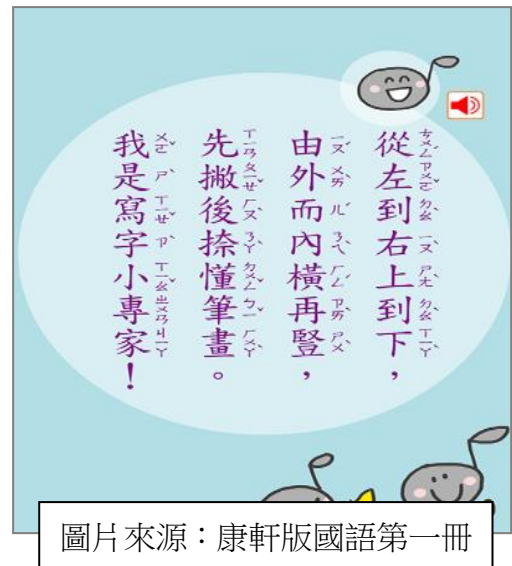 從左到右上到下，
由外而內橫再豎，
先撇後捺懂筆畫。
我是寫字小專家！
圖片來源：康軒版國語第一冊